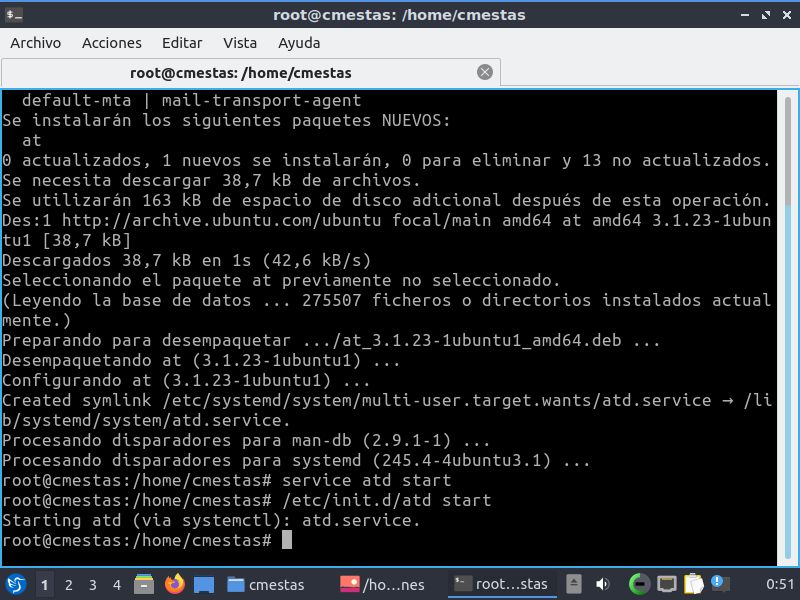 root@cmestas: /home/cmestas
Archivo Acciones Editar Vista Ayuda
root@cmestas: /home/cmestas
default-mta | mail-transport-agent
Se instalarán los siguientes paquetes NUEVOS:
at
0 actualizados, 1 nuevos se instalarán, 0 para eliminar y 13 no actualizados.
Se necesita descargar 38,7 kB de archivos.
Se utilizarán 163 kB de espacio de disco adicional después de esta operación.
Des:1 http://archive.ubuntu.com/ubuntu focal/main amd64 at amd64 3.1.23-1ubun
tu1 [38,7 kB]
Descargados 38,7 kB en 1s (42,6 kB/s)
Seleccionando el paquete at previamente no seleccionado.
(Leyendo la base de datos ... 275507 ficheros o directorios instalados actual
mente.)
Preparando para desempaquetar .../at_3.1.23-1ubuntu1_amd64.deb ...
Desempaquetando at (3.1.23-1ubuntu1) ...
Configurando at (3.1.23-1ubuntu1) ...
Created symlink /etc/systemd/system/multi-user.target.wants/atd.service → /li
b/systemd/system/atd.service.
Procesando disparadores para man-db (2.9.1-1) ...
Procesando disparadores para systemd (245.4-4ubuntu3.1) ...
root@cmestas:/home/cmestas# service atd start
root@cmestas:/home/cmestas# /etc/init.d/atd start
Starting atd (via systemctl): atd.service.
root@cmestas:/home/cmestas#
1 2 3 4 cmestas /ho...nes root...stas 0:51